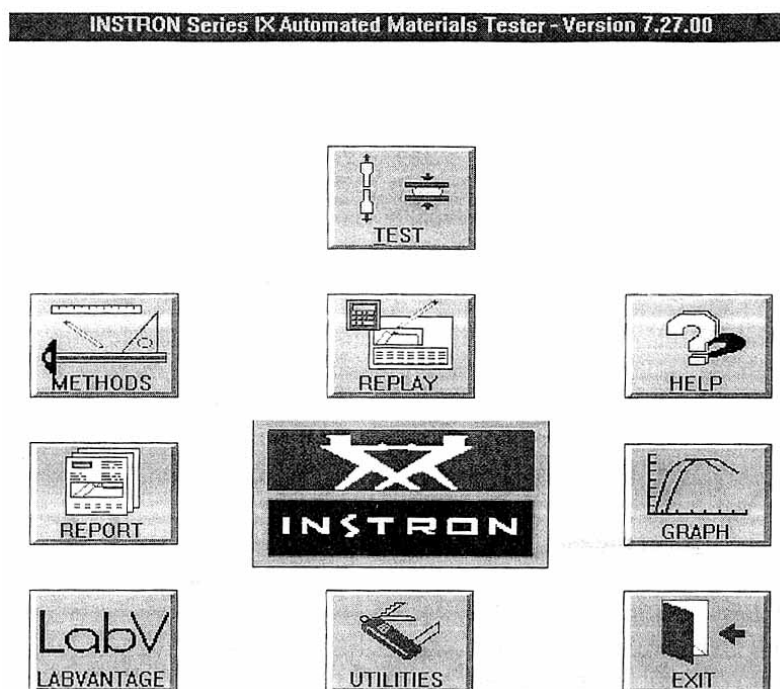 INSTRON Series IX Automated Materials Tester - Version 7.27.00
TEST
METHODS
REPLAY
HELP
REPORT
INSTRON
GRAPH
LabV
LABVANTAGE
UTILITIES
EXIT